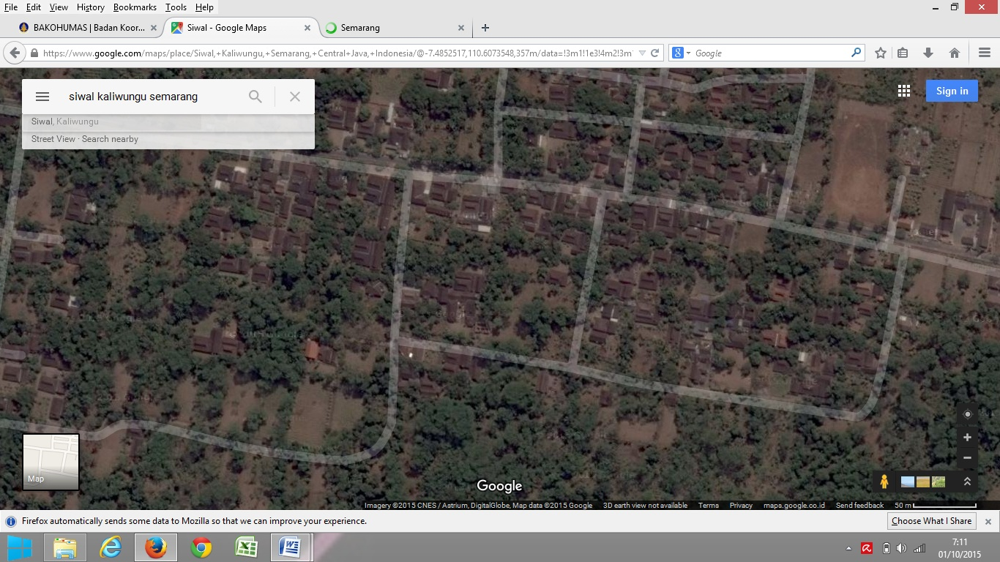 File Edit View History Bookmarks Tools Help
BAKOHUMAS | Badan Koor...
Siwal - Google Maps
Semarang
https://www.google.com/maps/place/Siwal,+Kaliwungu,+Semarang,+Central+Java,+Indonesia/@-7.4852517,110.6073548,357m/data=!3m1!1e3!4m2!3m
Google
siwal kaliwungu semarang
Sign in
Siwal, Kaliwungu
Street View · Search nearby
Map
Google
Imagery ©2015 CNES / Astrium, DigitalGlobe, Map data ©2015 Google 3D earth view not available Terms Privacy maps.google.co.id Send feedback 50 m
Firefox automatically sends some data to Mozilla so that we can improve your experience.
Choose What I Share
7:11
01/10/2015